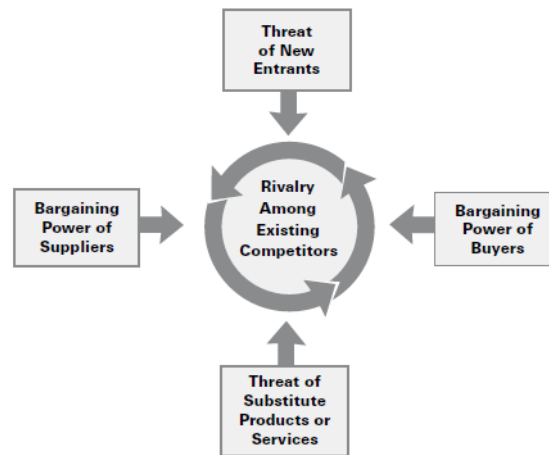 Threat
of New
Entrants
Bargaining
Power of
Suppliers
Rivalry
Among
Existing
Competitors
Bargaining
Power of
Buyers
Threat of
Substitute
Products or
Services